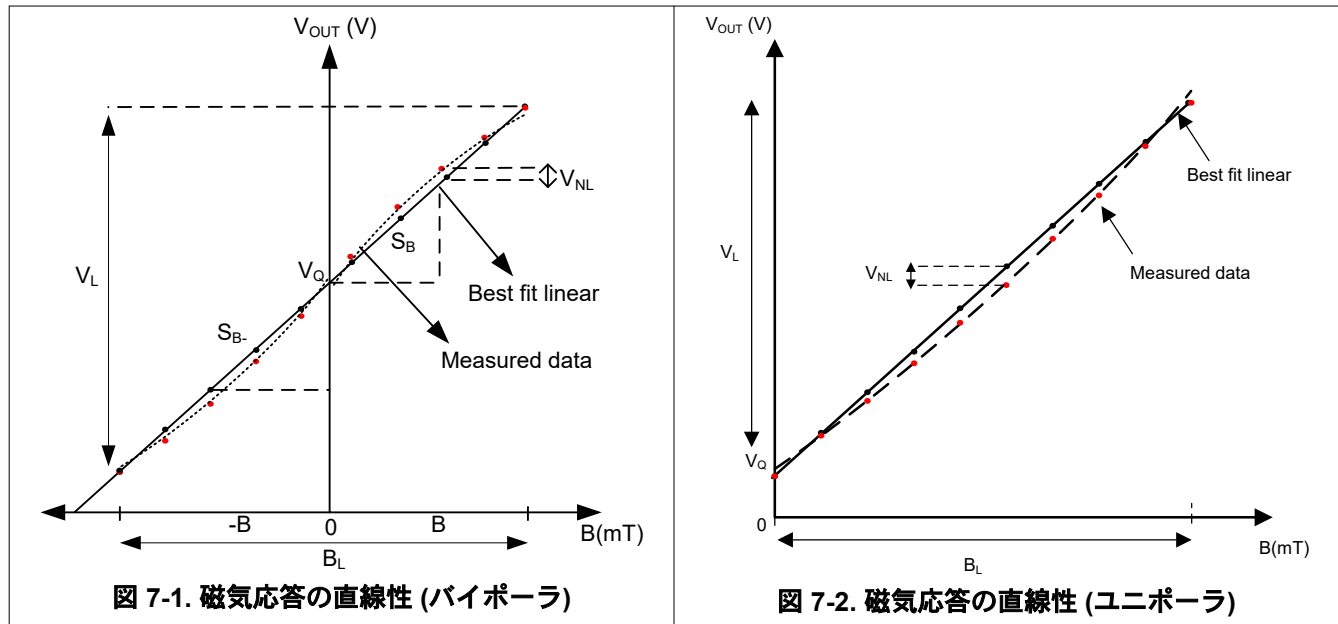 V_OUT (V)
V_NL
S_B
V_Q
V_L
Best fit linear
S_B-
Measured data
-B
0
B
B(mT)
B_L
図 7-1. 磁気応答の直線性 (バイポーラ)
V_OUT (V)
Best fit linear
V_L
V_NL
Measured data
V_Q
0
B(mT)
B_L
図 7-2. 磁気応答の直線性 (ユニポーラ)